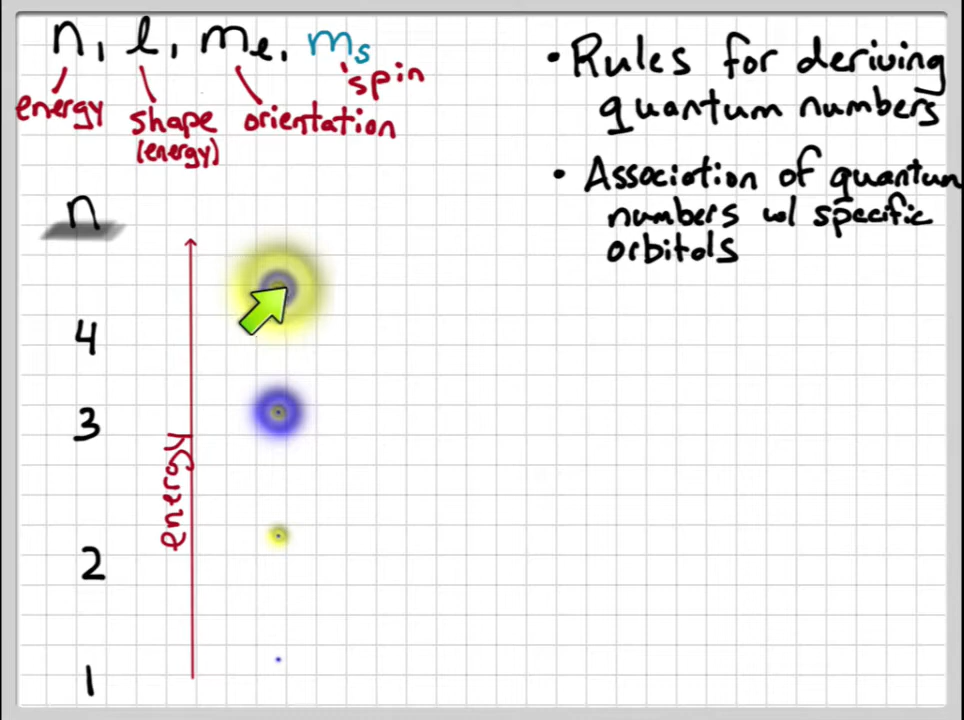 n, l, ml, ms
energy
shape
(energy)
orientation
spin
• Rules for deriving
quantum numbers
• Association of quantum
numbers w/ specific
orbitals
n
4
3
2
1
energy